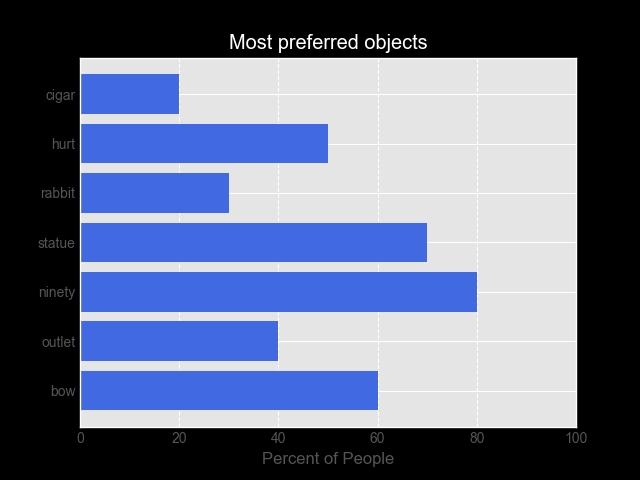 Most preferred objects
cigar
hurt
rabbit
statue
ninety
outlet
bow
0 20 40 60 80 100
Percent of People